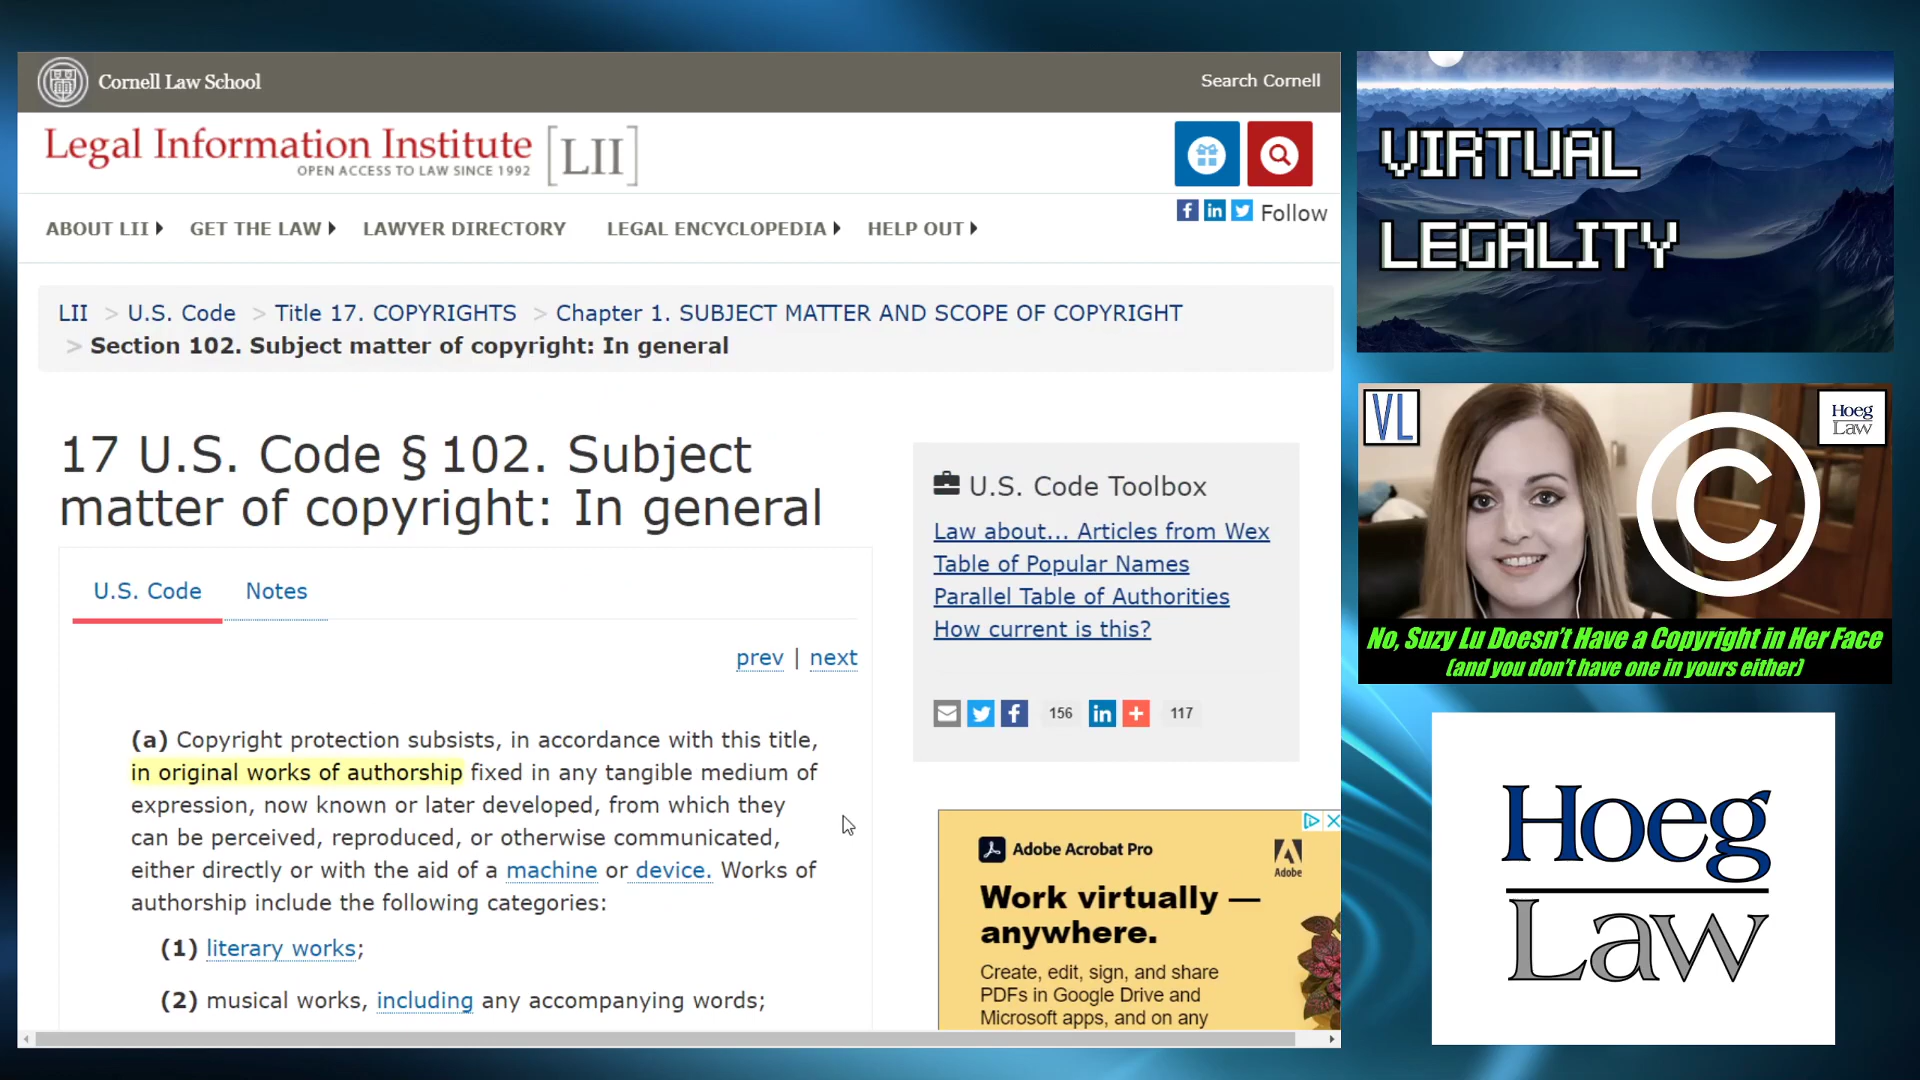 Cornell Law School
Search Cornell
Legal Information Institute [LII]
OPEN ACCESS TO LAW SINCE 1992
Follow
ABOUT LII GET THE LAW LAWYER DIRECTORY LEGAL ENCYCLOPEDIA HELP OUT
LII > U.S. Code > Title 17. COPYRIGHTS > Chapter 1. SUBJECT MATTER AND SCOPE OF COPYRIGHT
> Section 102. Subject matter of copyright: In general
17 U.S. Code § 102. Subject
matter of copyright: In general
U.S. Code Notes
prev | next
(a) Copyright protection subsists, in accordance with this title,
in original works of authorship fixed in any tangible medium of
expression, now known or later developed, from which they
can be perceived, reproduced, or otherwise communicated,
either directly or with the aid of a machine or device. Works of
authorship include the following categories:
(1) literary works;
(2) musical works, including any accompanying words;
U.S. Code Toolbox
Law about... Articles from Wex
Table of Popular Names
Parallel Table of Authorities
How current is this?
156 117
Adobe Acrobat Pro
Adobe
Work virtually —
anywhere.
Create, edit, sign, and share
PDFs in Google Drive and
Microsoft apps, and on any
VIRTUAL
LEGALITY
VL
Hoeg
Law
©
No, Suzy Lu Doesn't Have a Copyright in Her Face
(and you don't have one in yours either)
Hoeg
Law